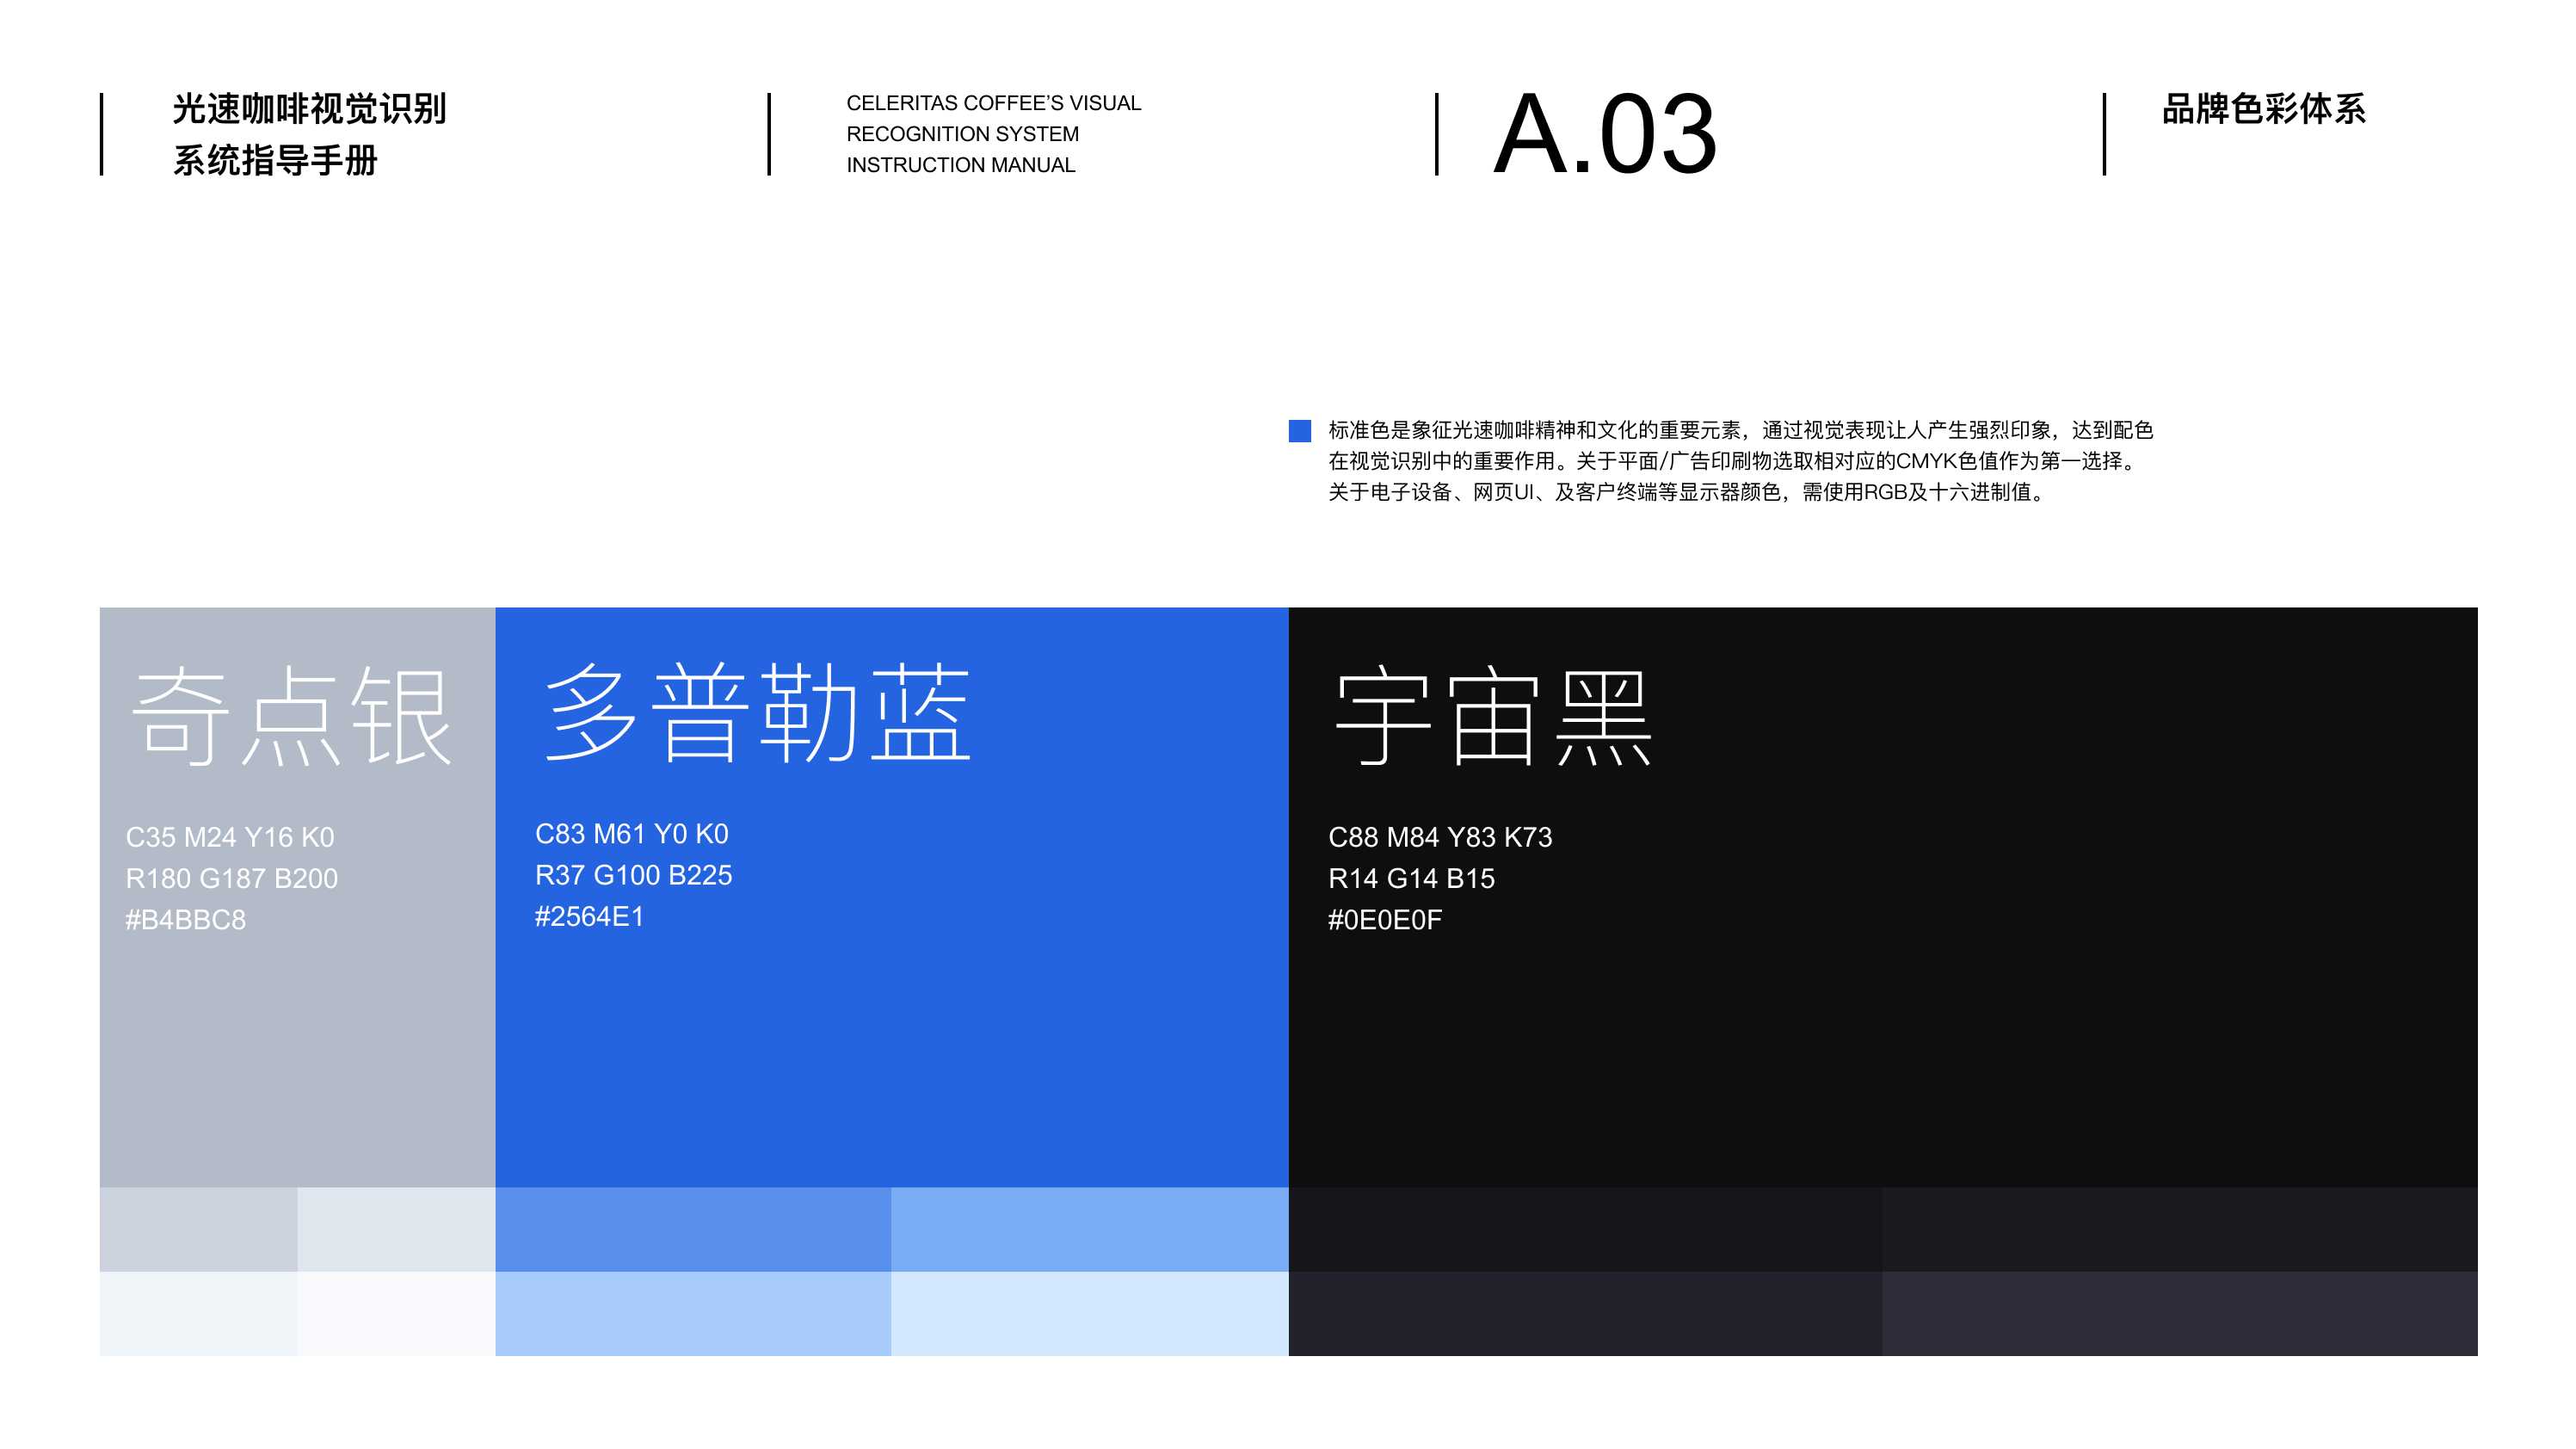 光速咖啡视觉识别
系统指导手册
CELERITAS COFFEE'S VISUAL
RECOGNITION SYSTEM
INSTRUCTION MANUAL
A.03
品牌色彩体系
标准色是象征光速咖啡精神和文化的重要元素，通过视觉表现让人产生强烈印象，达到配色
在视觉识别中的重要作用。关于平面/广告印刷物选取相对应的CMYK色值作为第一选择。
关于电子设备、网页UI、及客户终端等显示器颜色，需使用RGB及十六进制值。
奇点银
C35 M24 Y16 K0
R180 G187 B200
#B4BBC8
多普勒蓝
C83 M61 Y0 K0
R37 G100 B225
#2564E1
宇宙黑
C88 M84 Y83 K73
R14 G14 B15
#0E0E0F